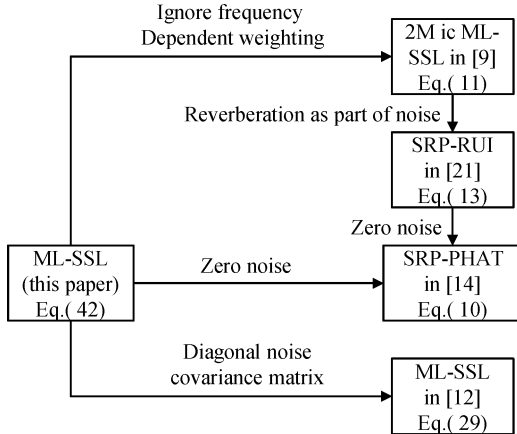 Ignore frequency
Dependent weighting
2M ic ML-
SSL in [9]
Eq.( 11)
Reverberation as part of noise
SRP-RUI
in [21]
Eq.( 13)
Zero noise
ML-SSL
(this paper)
Eq.( 42)
Zero noise
SRP-PHAT
in [14]
Eq.( 10)
Diagonal noise
covariance matrix
ML-SSL
in [12]
Eq.( 29)